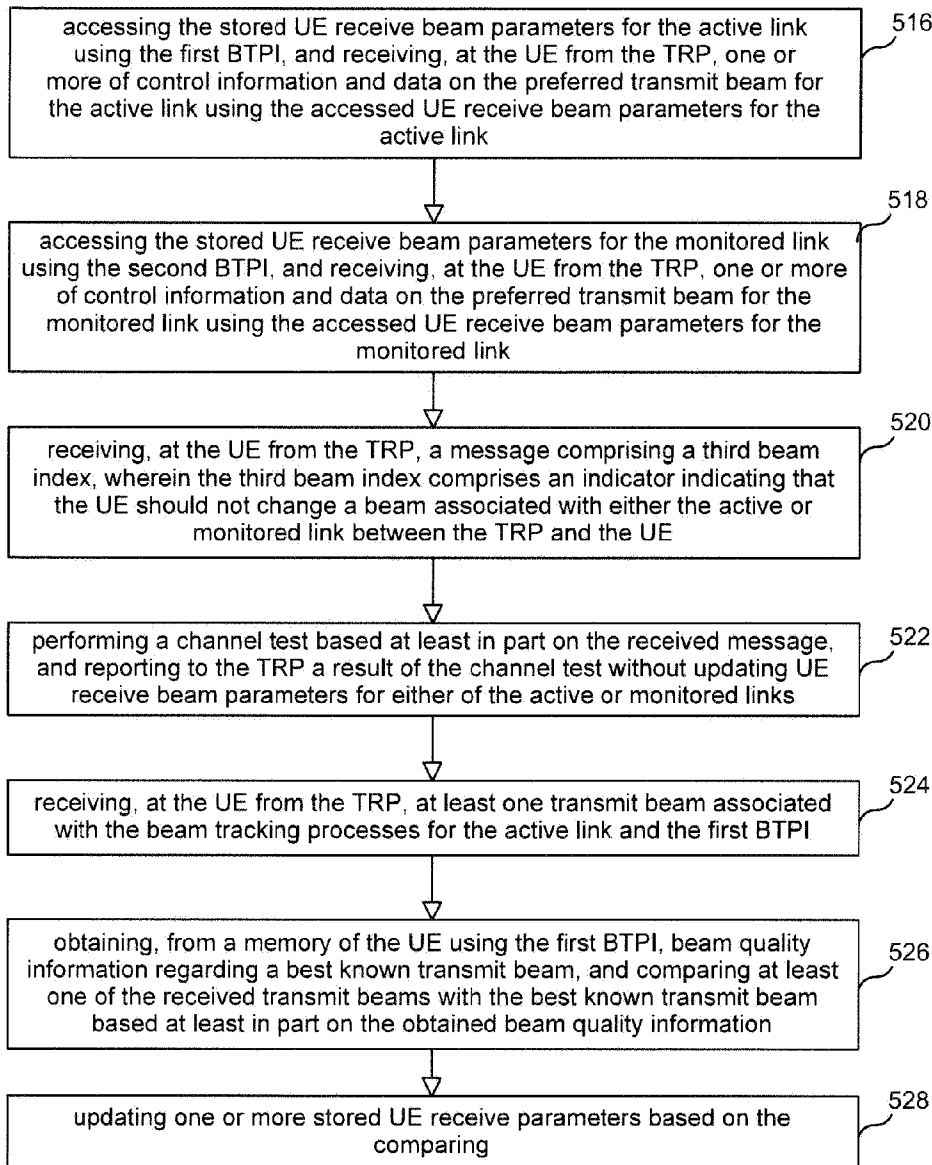 accessing the stored UE receive beam parameters for the active link
using the first BTPI, and receiving, at the UE from the TRP, one or
more of control information and data on the preferred transmit beam for
the active link using the accessed UE receive beam parameters for the
active link
516
accessing the stored UE receive beam parameters for the monitored link
using the second BTPI, and receiving, at the UE from the TRP, one or more
of control information and data on the preferred transmit beam for the
monitored link using the accessed UE receive beam parameters for the
monitored link
518
receiving, at the UE from the TRP, a message comprising a third beam
index, wherein the third beam index comprises an indicator indicating that
the UE should not change a beam associated with either the active or
monitored link between the TRP and the UE
520
performing a channel test based at least in part on the received message,
and reporting to the TRP a result of the channel test without updating UE
receive beam parameters for either of the active or monitored links
522
receiving, at the UE from the TRP, at least one transmit beam associated
with the beam tracking processes for the active link and the first BTPI
524
obtaining, from a memory of the UE using the first BTPI, beam quality
information regarding a best known transmit beam, and comparing at least
one of the received transmit beams with the best known transmit beam
based at least in part on the obtained beam quality information
526
updating one or more stored UE receive parameters based on the
comparing
528